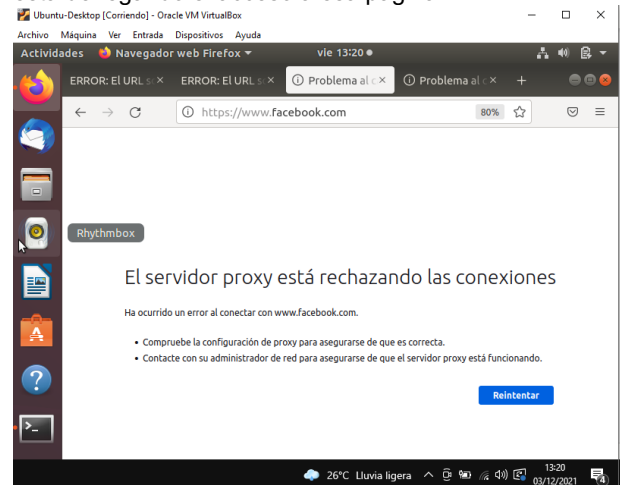 Ubuntu-Desktop [Corriendo] - Oracle VM VirtualBox
Archivo Máquina Ver Entrada Dispositivos Ayuda
Actividades Navegador web Firefox vie 13:20
ERROR: El URL ERROR: El URL Problema al Problema al
https://www.facebook.com 80%
Rhythmbox
El servidor proxy está rechazando las conexiones
Ha ocurrido un error al conectar con www.facebook.com.
• Compruebe la configuración de proxy para asegurarse de que es correcta.
• Contacte con su administrador de red para asegurarse de que el servidor proxy está funcionando.
Reintentar
26°C Lluvia ligera 13:20
03/12/2021 4